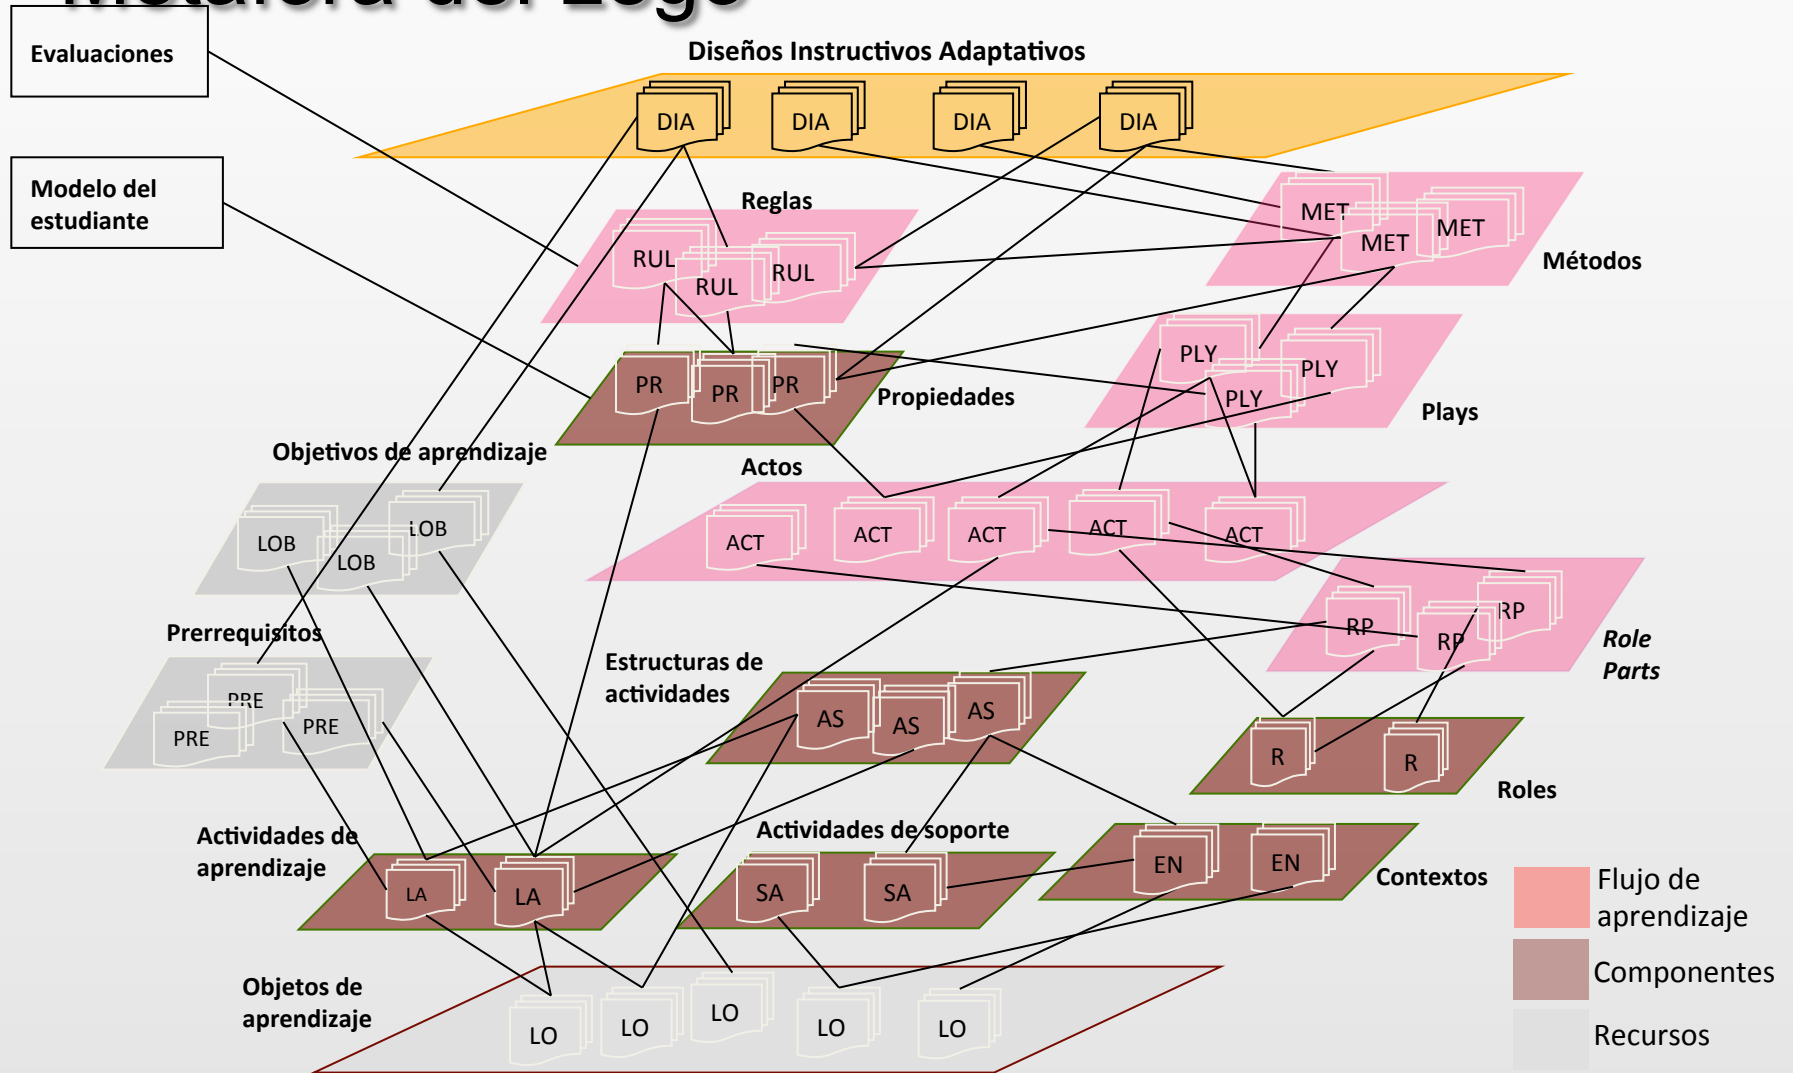 Metáfora del Lego
Evaluaciones
Diseños Instructivos Adaptativos
DIA
DIA
DIA
DIA
Modelo del
estudiante
Reglas
RUL
RUL
RUL
MET
MET
MET
Métodos
PR
PR
PR
Propiedades
PLY
PLY
PLY
Plays
Objetivos de aprendizaje
LOB
LOB
LOB
Actos
ACT
ACT
ACT
ACT
ACT
Prerrequisitos
PRE
PRE
PRE
RP
RP
RP
Role
Parts
Estructuras de
actividades
AS
AS
AS
R
R
Roles
Actividades de
aprendizaje
LA
LA
Actividades de soporte
SA
SA
EN
EN
Contextos
Objetos de
aprendizaje
LO
LO
LO
LO
LO
Flujo de
aprendizaje
Componentes
Recursos